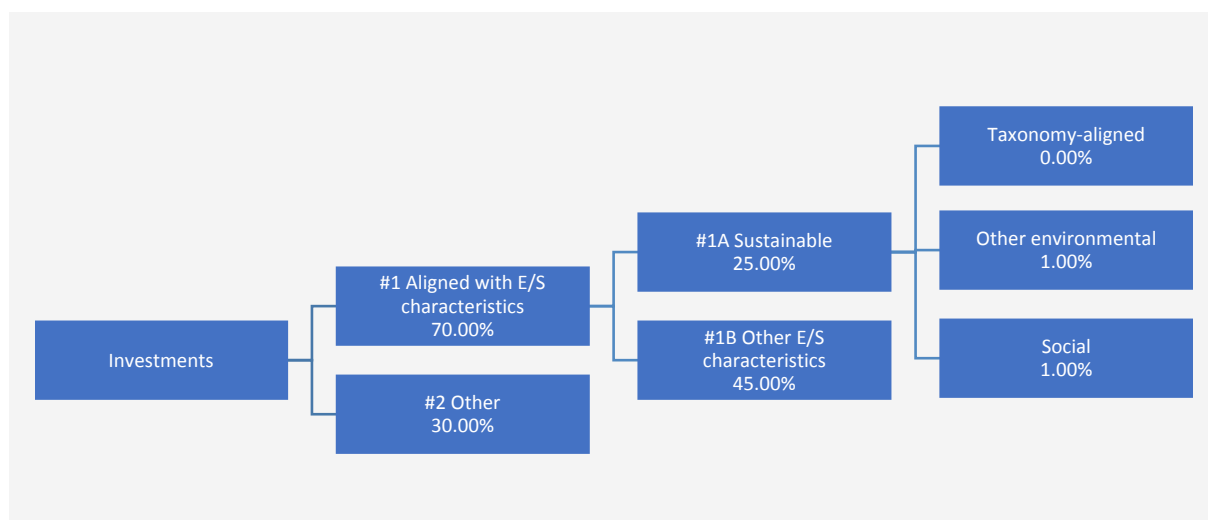 Investments
#1 Aligned with E/S
characteristics
70.00%
#2 Other
30.00%
#1A Sustainable
25.00%
#1B Other E/S
characteristics
45.00%
Taxonomy-aligned
0.00%
Other environmental
1.00%
Social
1.00%